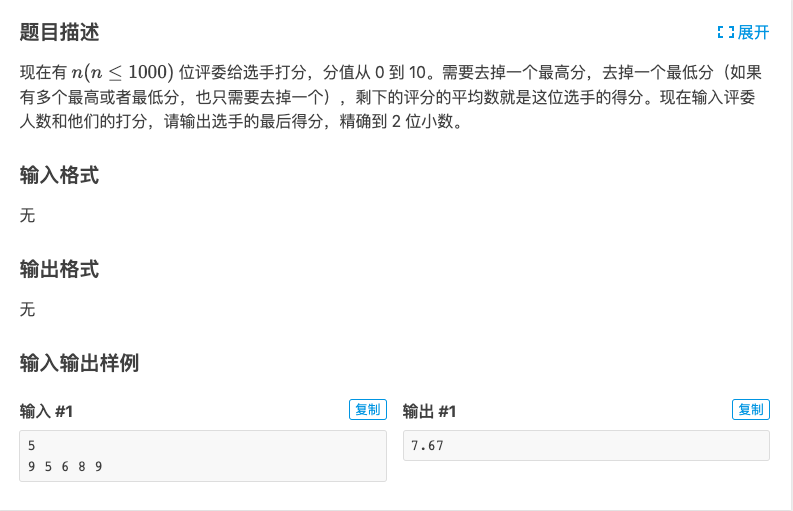 题目描述
展开
现在有 n(n ≤ 1000) 位评委给选手打分，分值从 0 到 10。需要去掉一个最高分，去掉一个最低分（如果
有多个最高或者最低分，也只需要去掉一个），剩下的评分的平均数就是这位选手的得分。现在输入评委
人数和他们的打分，请输出选手的最后得分，精确到 2 位小数。
输入格式
无
输出格式
无
输入输出样例
输入 #1
复制
5
9 5 6 8 9
输出 #1
复制
7.67